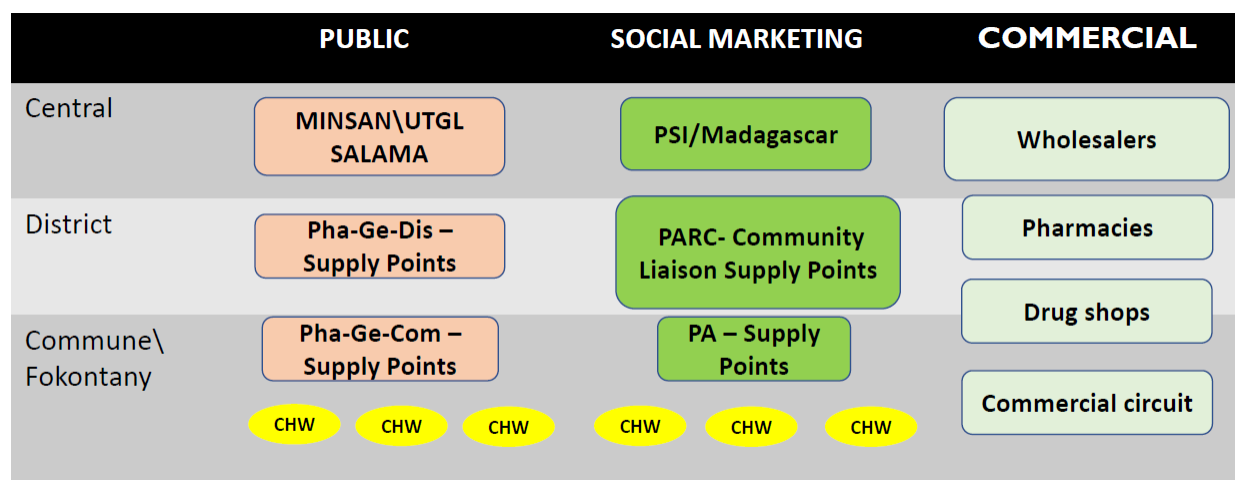 PUBLIC
SOCIAL MARKETING
COMMERCIAL
Central
MINSAN\UTGL
SALAMA
PSI/Madagascar
Wholesalers
District
Pha-Ge-Dis –
Supply Points
PARC- Community
Liaison Supply Points
Pharmacies
Drug shops
Commune\
Fokontany
Pha-Ge-Com –
Supply Points
PA – Supply
Points
Commercial circuit
CHW
CHW
CHW
CHW
CHW
CHW